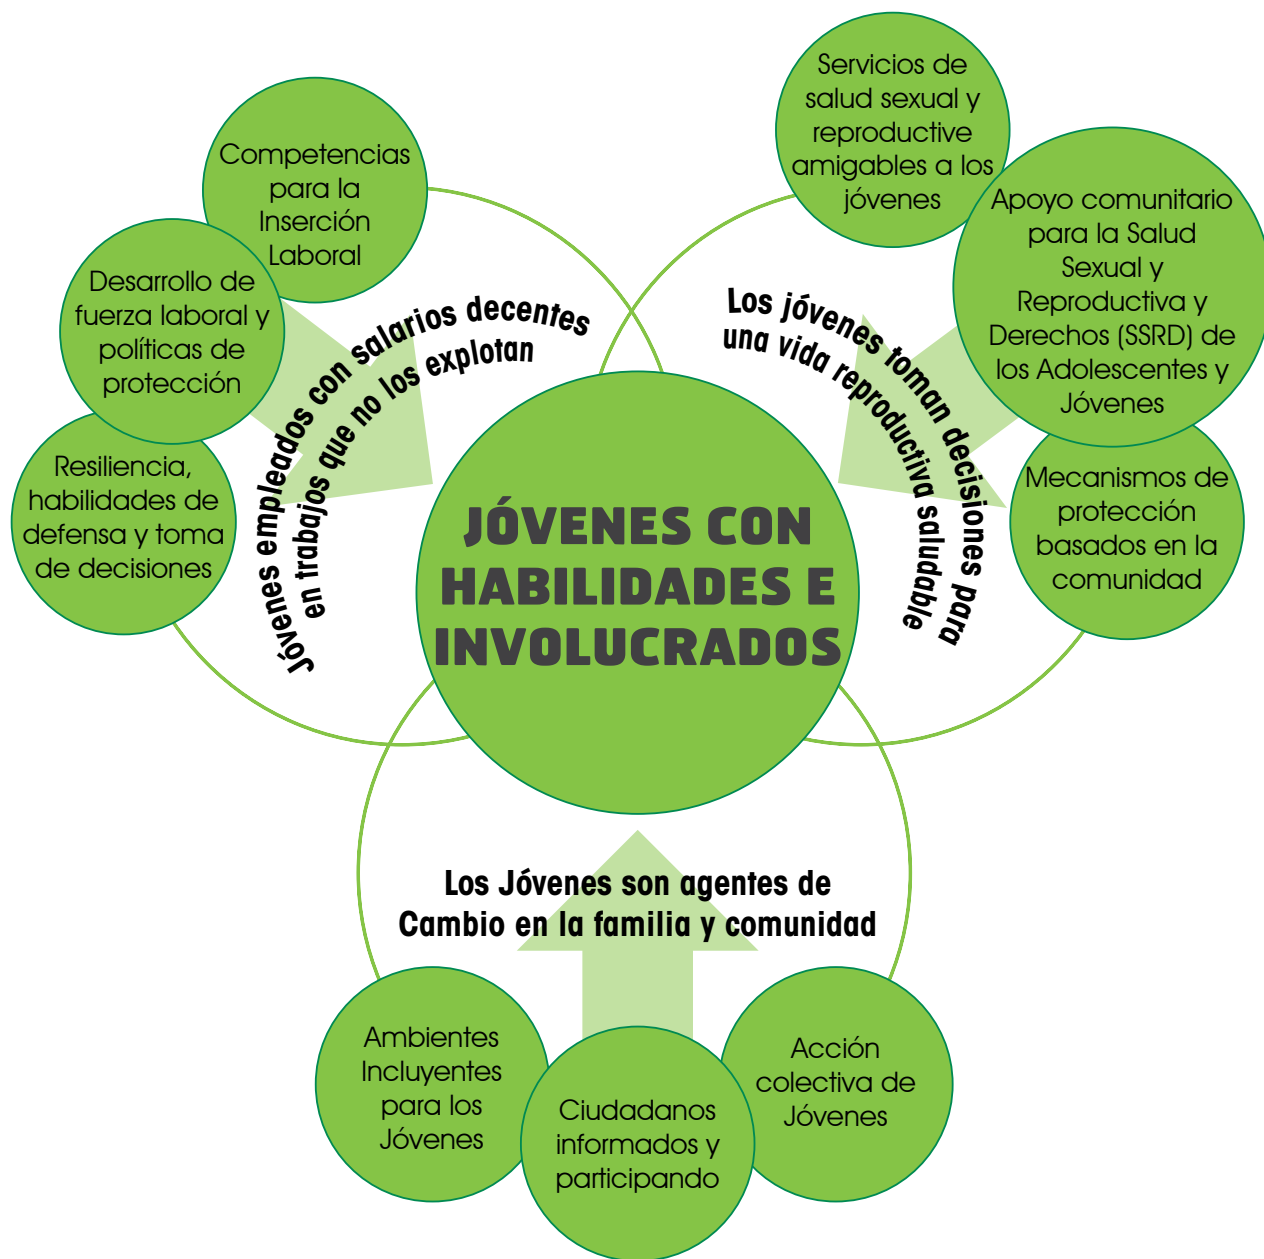 Competencias
para la
Inserción
Laboral
Desarrollo de
fuerza laboral y
políticas de
protección
Resiliencia,
habilidades de
defensa y toma
de decisiones
Jóvenes empleados con salarios decentes
en trabajos que no los explotan
Servicios de
salud sexual y
reproductive
amigables a los
jóvenes
Apoyo comunitario
para la Salud
Sexual y
Reproductiva y
Derechos (SSRD) de
los Adolescentes y
Jóvenes
Mecanismos de
protección
basados en la
comunidad
Los jóvenes toman decisiones para
una vida reproductiva saludable
JÓVENES CON
HABILIDADES E
INVOLUCRADOS
Los Jóvenes son agentes de
Cambio en la familia y comunidad
Ambientes
Incluyentes
para los
Jóvenes
Ciudadanos
informados y
participando
Acción
colectiva de
Jóvenes